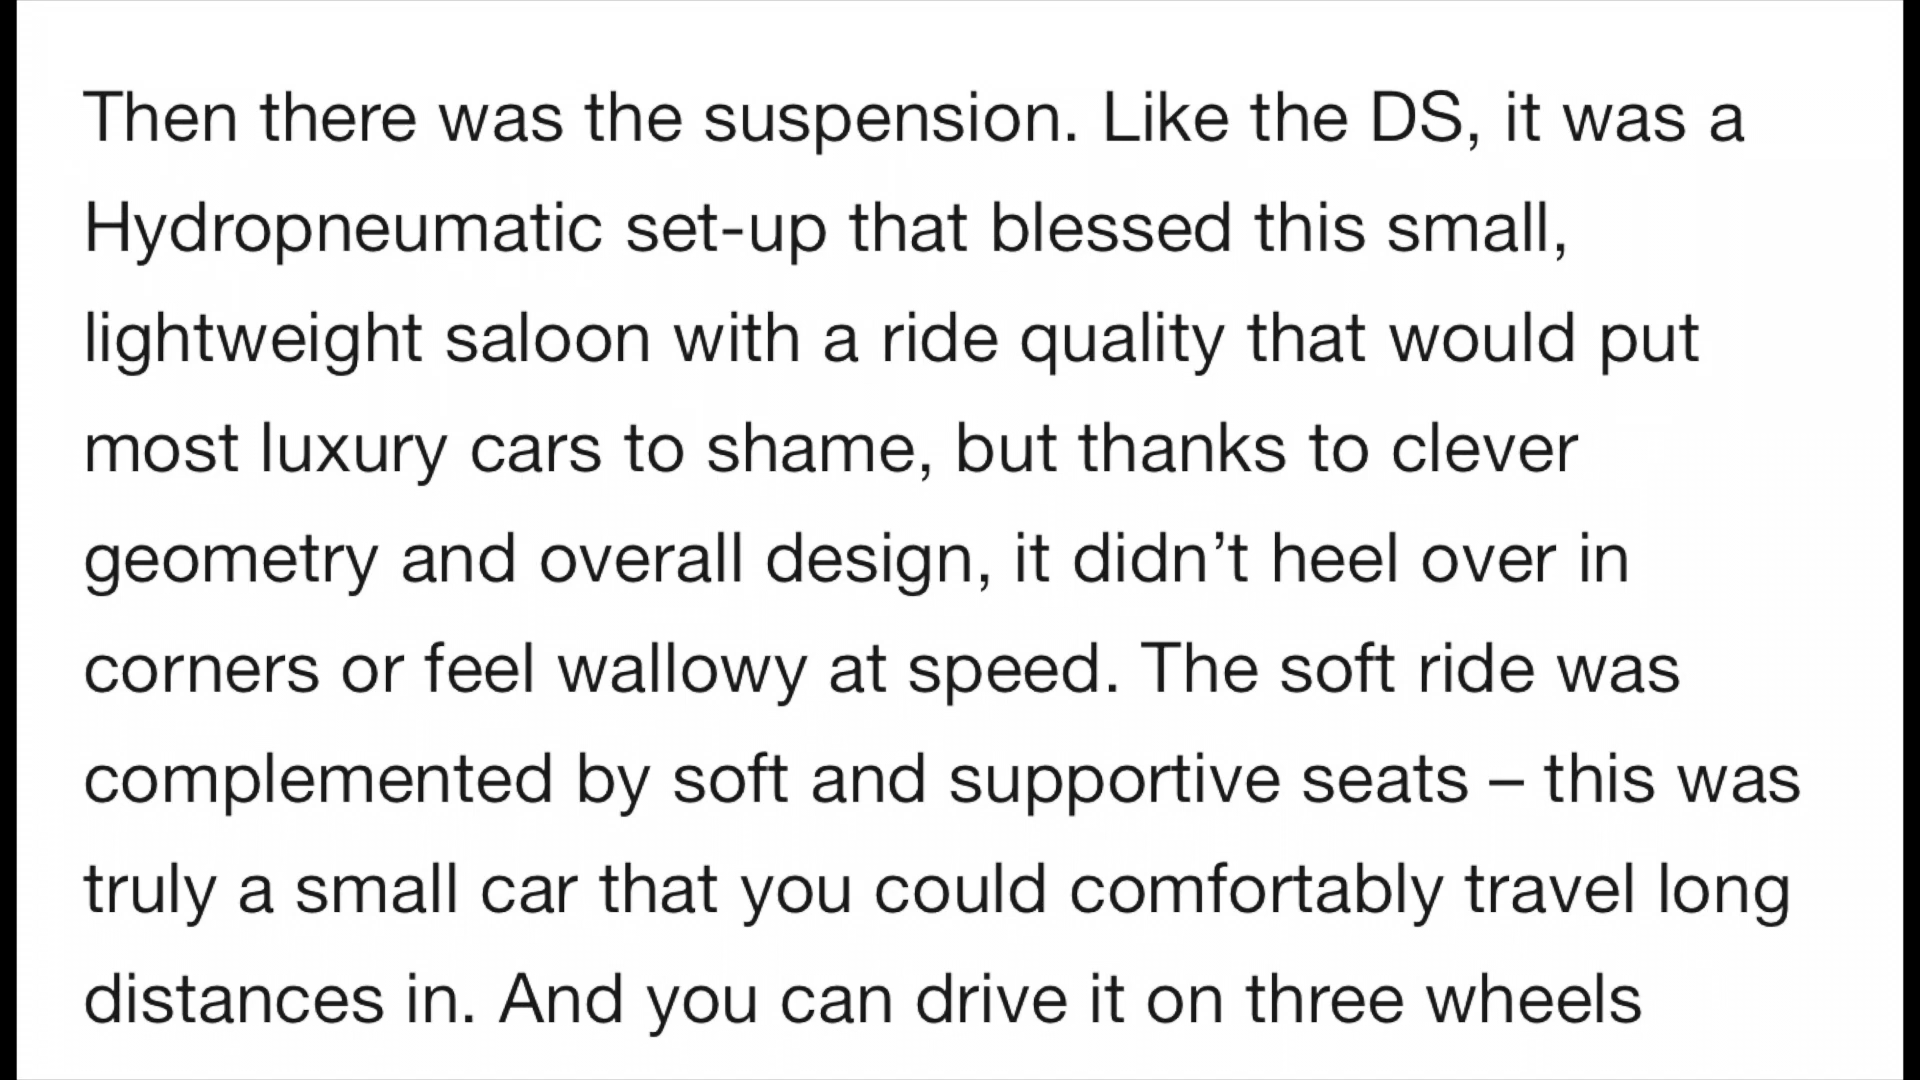 Then there was the suspension. Like the DS, it was a
Hydropneumatic set-up that blessed this small,
lightweight saloon with a ride quality that would put
most luxury cars to shame, but thanks to clever
geometry and overall design, it didn’t heel over in
corners or feel wallowy at speed. The soft ride was
complemented by soft and supportive seats – this was
truly a small car that you could comfortably travel long
distances in. And you can drive it on three wheels